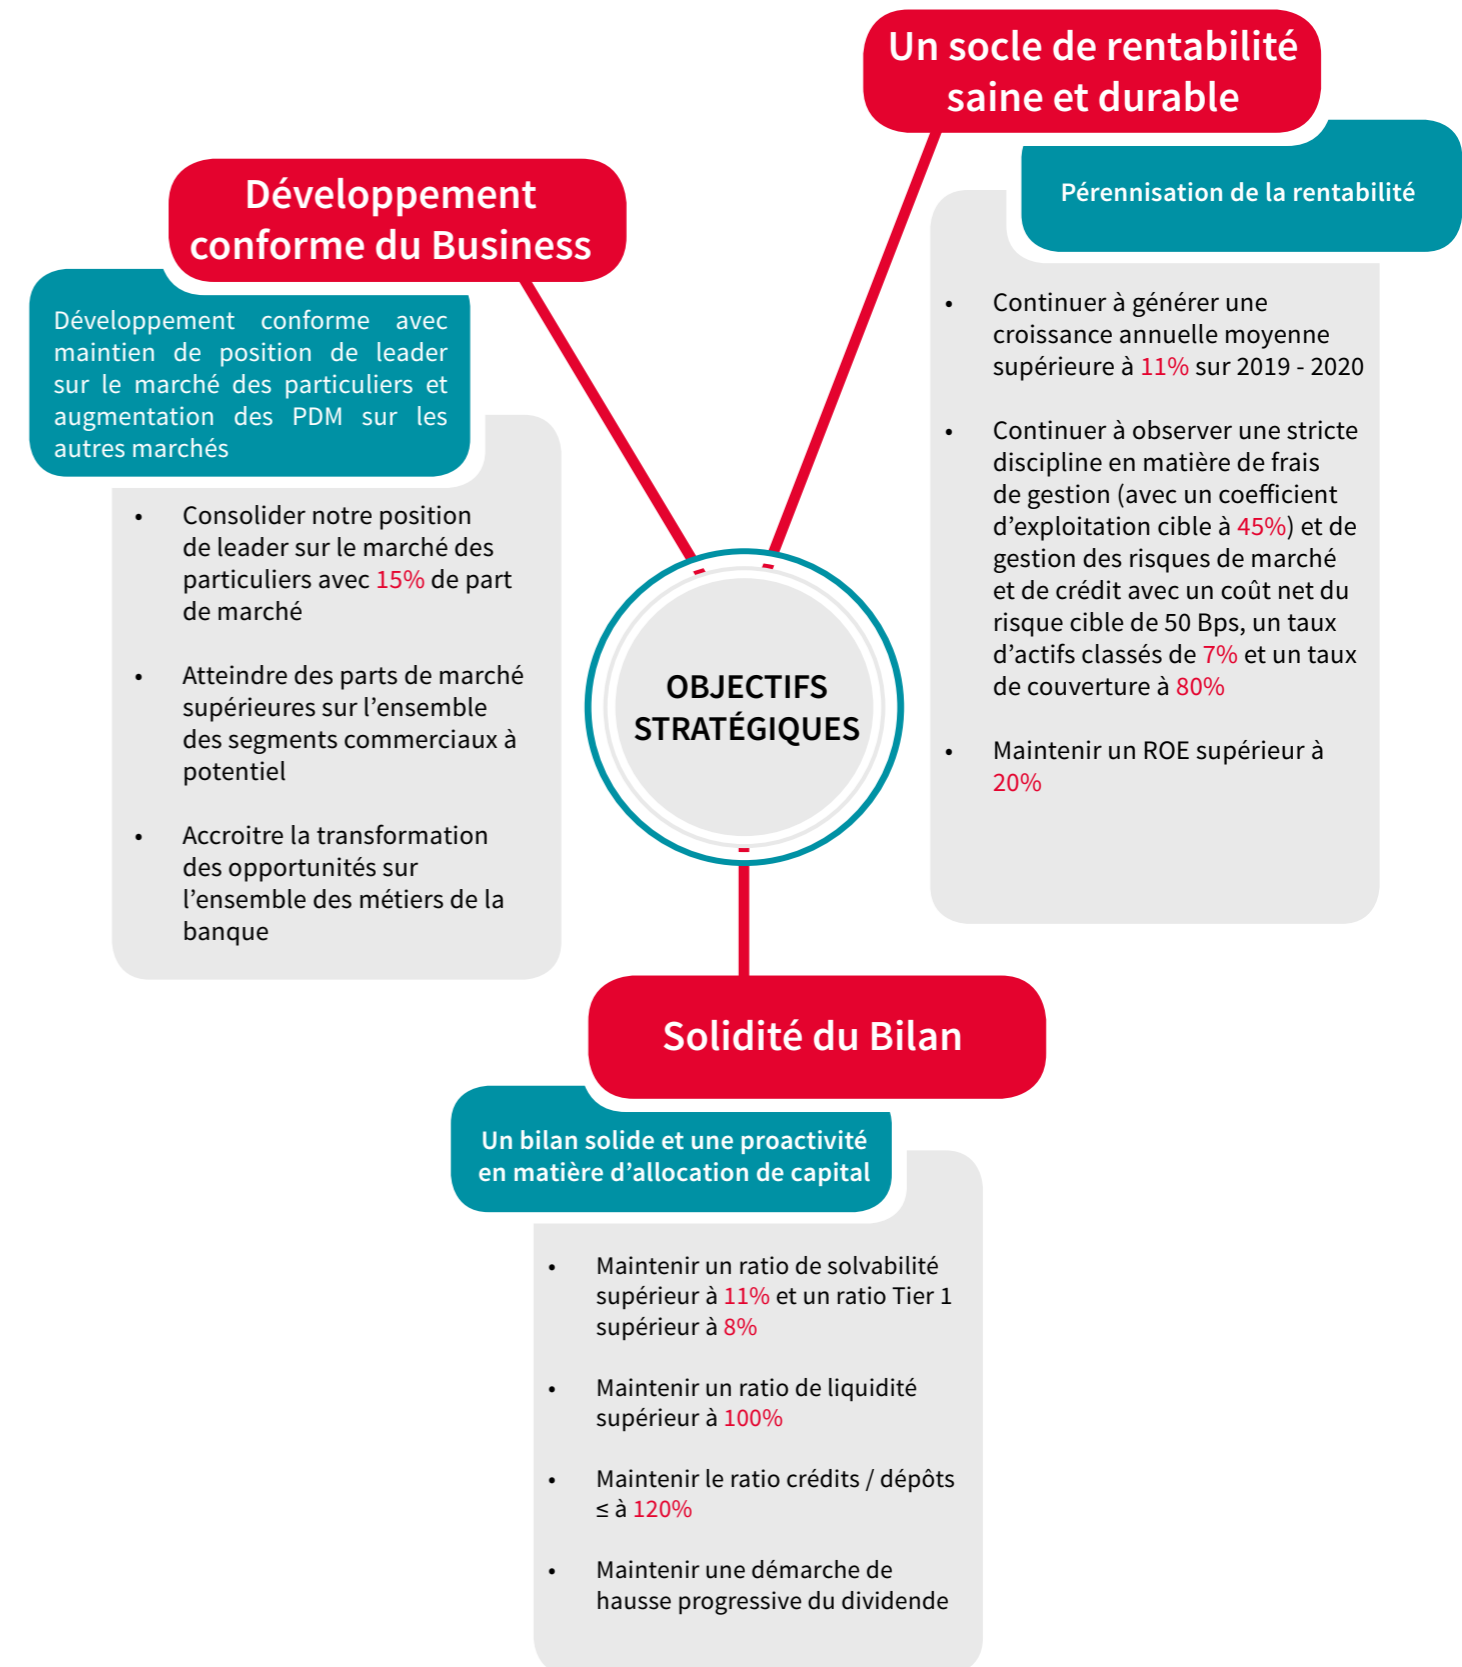 Un socle de rentabilité
saine et durable
Pérennisation de la rentabilité
• Continuer à générer une
croissance annuelle moyenne
supérieure à 11% sur 2019 - 2020
• Continuer à observer une stricte
discipline en matière de frais
de gestion (avec un coefficient
d’exploitation cible à 45%) et de
gestion des risques de marché
et de crédit avec un coût net du
risque cible de 50 Bps, un taux
d’actifs classés de 7% et un taux
de couverture à 80%
• Maintenir un ROE supérieur à
20%
Développement
conforme du Business
Développement conforme avec
maintien de position de leader
sur le marché des particuliers et
augmentation des PDM sur les
autres marchés
• Consolider notre position
de leader sur le marché des
particuliers avec 15% de part
de marché
• Atteindre des parts de marché
supérieures sur l’ensemble
des segments commerciaux à
potentiel
• Accroitre la transformation
des opportunités sur
l’ensemble des métiers de la
banque
OBJECTIFS
STRATÉGIQUES
Solidité du Bilan
Un bilan solide et une proactivité
en matière d’allocation de capital
• Maintenir un ratio de solvabilité
supérieur à 11% et un ratio Tier 1
supérieur à 8%
• Maintenir un ratio de liquidité
supérieur à 100%
• Maintenir le ratio crédits / dépôts
≤ à 120%
• Maintenir une démarche de
hausse progressive du dividende